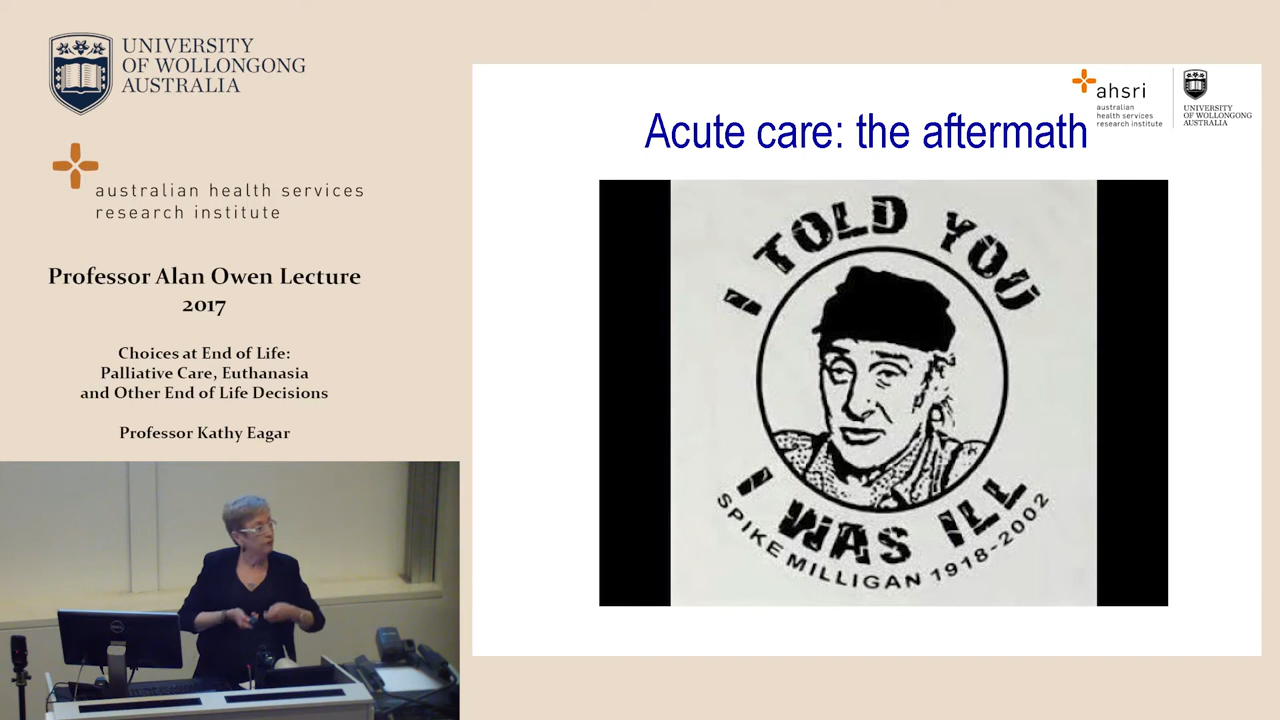 UNIVERSITY
OF WOLLONGONG
AUSTRALIA
australian health services
research institute
Professor Alan Owen Lecture
2017
Choices at End of Life:
Palliative Care, Euthanasia
and Other End of Life Decisions
Professor Kathy Eagar
DELL
ahsri
australian
health services
research institute
UNIVERSITY
OF WOLLONGONG
AUSTRALIA
Acute care: the aftermath
I TOLD YOU
I WAS ILL
SPIKE MILLIGAN 1918-2002